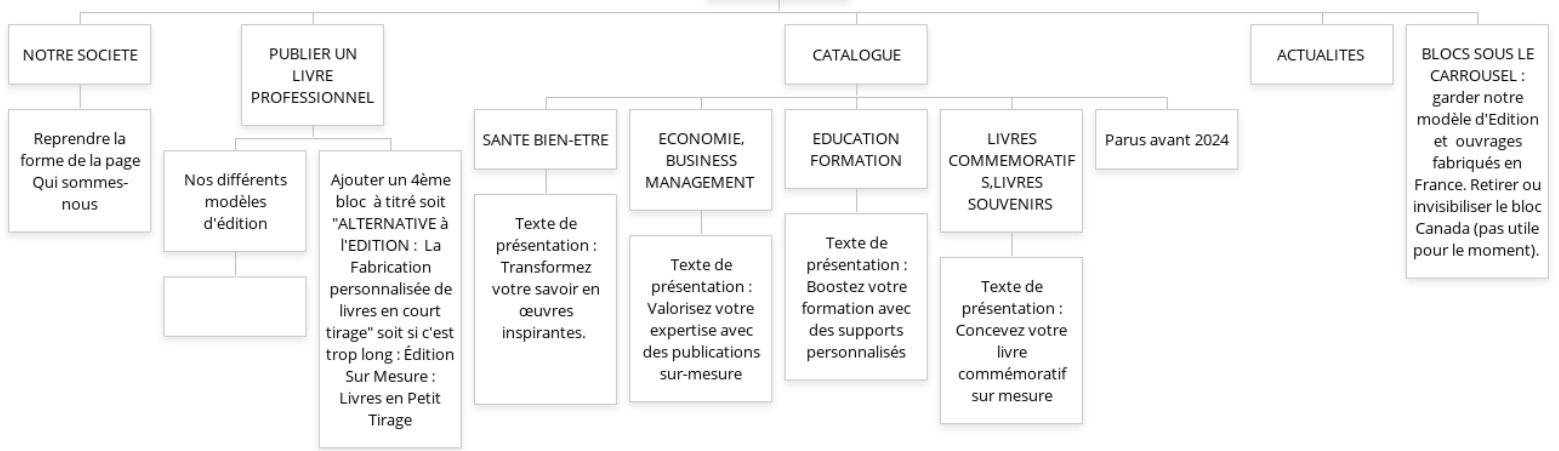 NOTRE SOCIETE
Reprendre la
forme de la page
Qui sommes-
nous
PUBLIER UN
LIVRE
PROFESSIONNEL
Nos différents
modèles
d'édition
Ajouter un 4ème
bloc  à titré soit
"ALTERNATIVE à
l'EDITION :  La
Fabrication
personnalisée de
livres en court
tirage" soit si c'est
trop long : Édition
Sur Mesure :
Livres en Petit
Tirage
CATALOGUE
SANTE BIEN-ETRE
Texte de
présentation :
Transformez
votre savoir en
œuvres
inspirantes.
ECONOMIE,
BUSINESS
MANAGEMENT
Texte de
présentation :
Valorisez votre
expertise avec
des publications
sur-mesure
EDUCATION
FORMATION
Texte de
présentation :
Boostez votre
formation avec
des supports
personnalisés
LIVRES
COMMEMORATIF
S,LIVRES
SOUVENIRS
Texte de
présentation :
Concevez votre
livre
commémoratif
sur mesure
Parus avant 2024
ACTUALITES
BLOCS SOUS LE
CARROUSEL :
garder notre
modèle d'Edition
et  ouvrages
fabriqués en
France. Retirer ou
invisibiliser le bloc
Canada (pas utile
pour le moment).